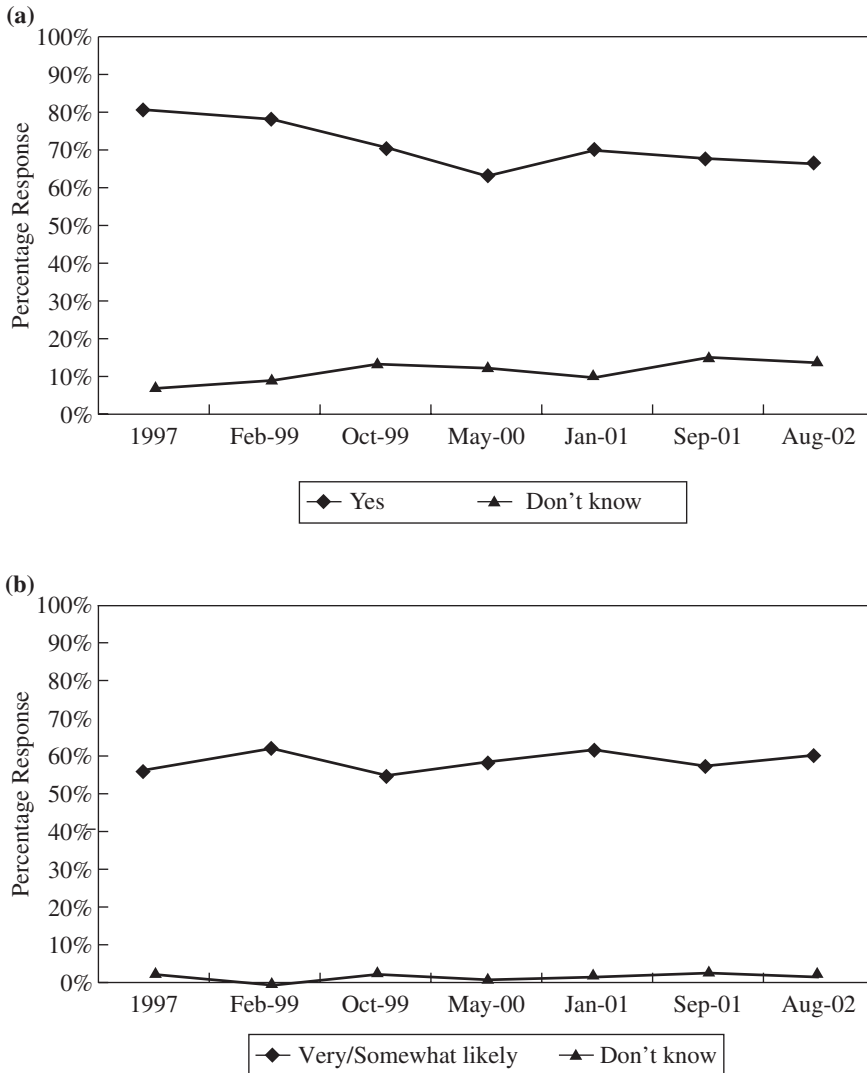 (a)
100%
90%
80%
70%
60%
50%
40%
30%
20%
10%
0%
Percentage Response
1997 Feb-99 Oct-99 May-00 Jan-01 Sep-01 Aug-02
Yes Don't know
(b)
100%
90%
80%
70%
60%
50%
40%
30%
20%
10%
0%
Percentage Response
1997 Feb-99 Oct-99 May-00 Jan-01 Sep-01 Aug-02
Very/Somewhat likely Don't know